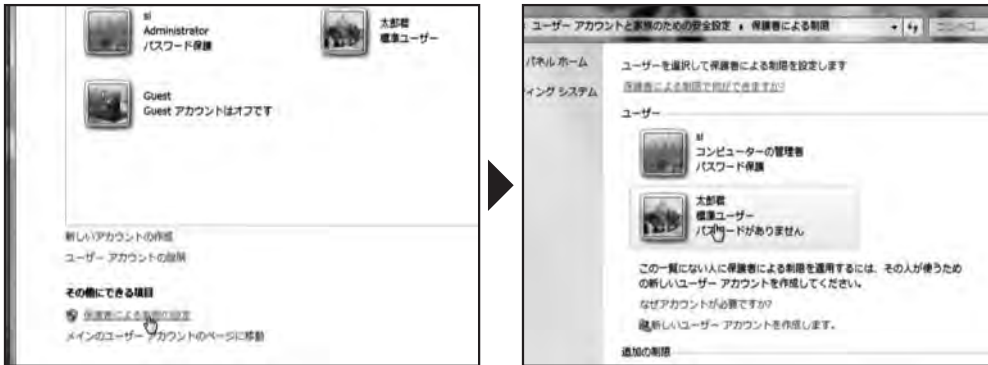 si
Administrator
パスワード保護
太郎君
標準ユーザー
Guest
Guest アカウントはオフです
新しいアカウントの作成
ユーザー アカウントの説明
その他にできる項目
保護者による制限の設定
メインのユーザー アカウントのページに移動
ユーザー アカウントと家族のための安全設定 保護者による制限
パネル ホーム
ィング システム
ユーザーを選択して保護者による制限を設定します
保護者による制限で何ができますか?
ユーザー
si
コンピューターの管理者
パスワード保護
太郎君
標準ユーザー
パスワードがありません
この一覧にない人に保護者による制限を適用するには、その人が使うため
の新しいユーザー アカウントを作成してください。
なぜアカウントが必要ですか?
新しいユーザー アカウントを作成します。
追加の制限